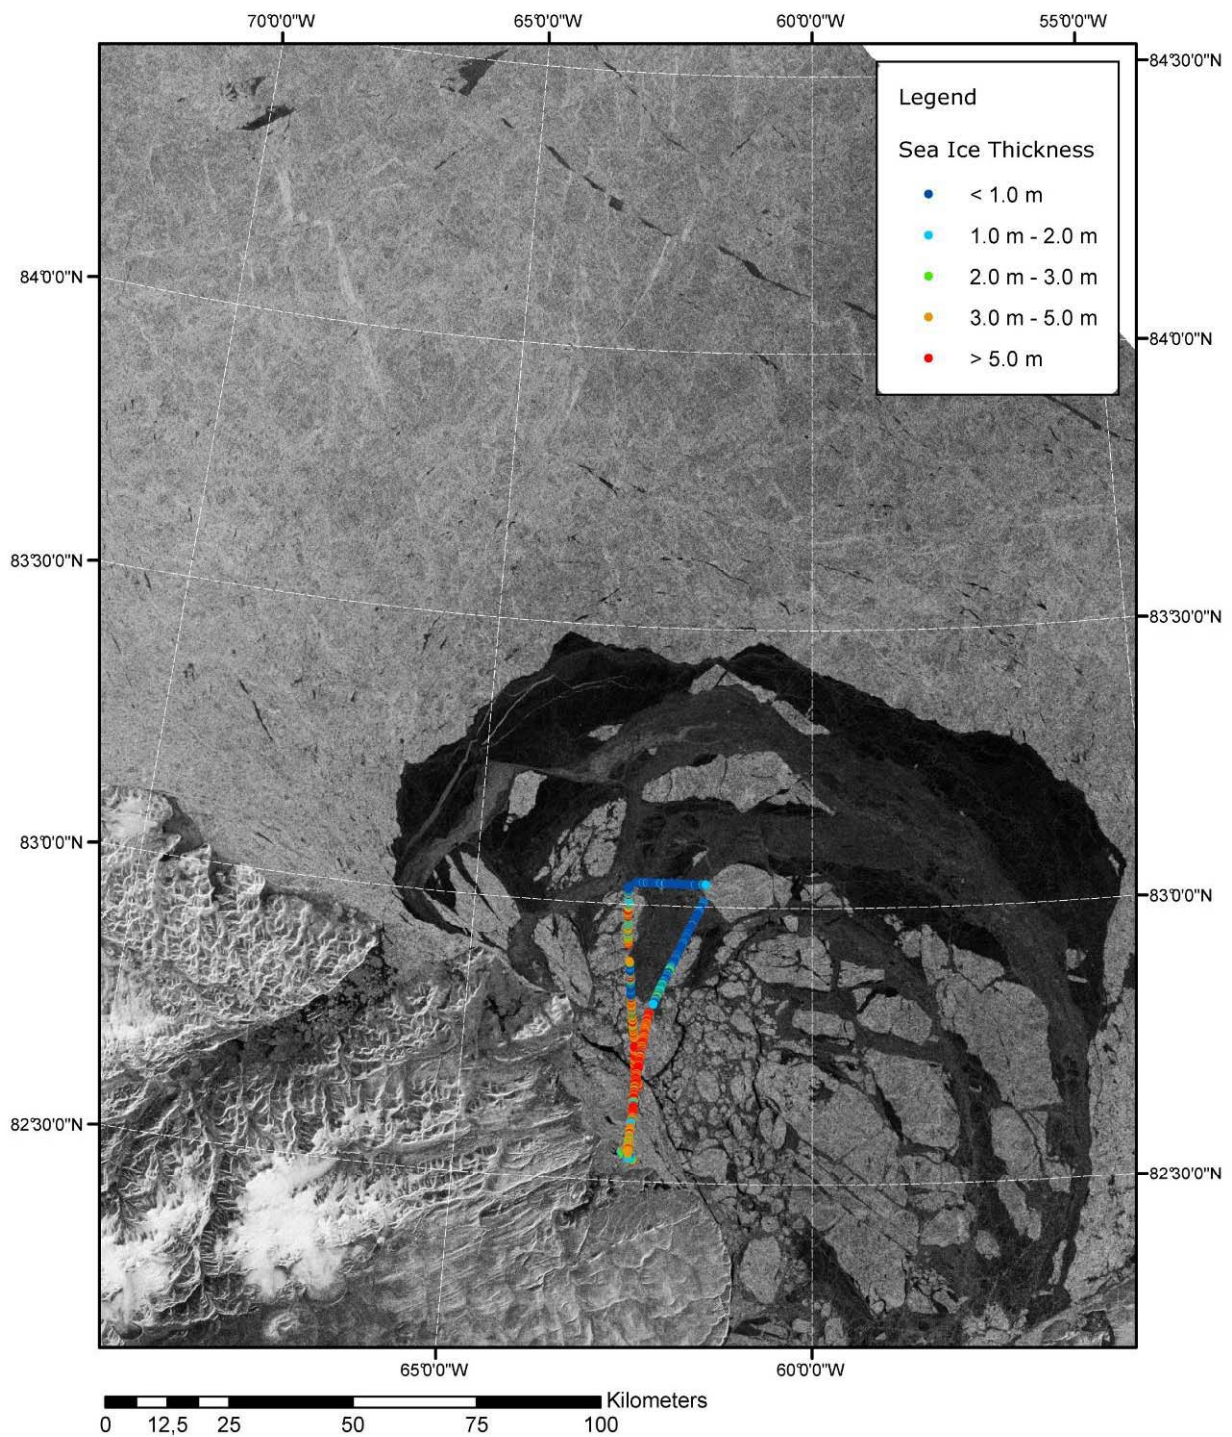 70°0'0"W 65°0'0"W 60°0'0"W 55°0'0"W
84°30'0"N
Legend
Sea Ice Thickness
< 1.0 m
1.0 m - 2.0 m
2.0 m - 3.0 m
3.0 m - 5.0 m
> 5.0 m
84°0'0"N
84°0'0"N
83°30'0"N
83°30'0"N
83°0'0"N
83°0'0"N
82°30'0"N
82°30'0"N
65°0'0"W 60°0'0"W
Kilometers
0 12,5 25 50 75 100